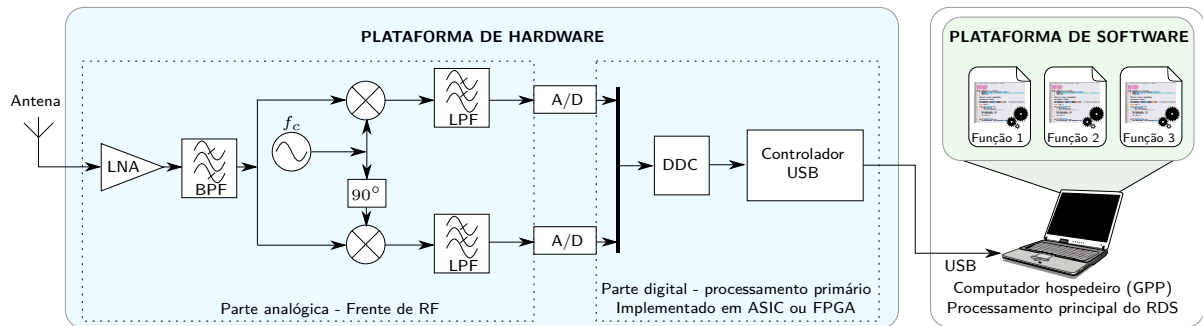 PLATAFORMA DE HARDWARE
PLATAFORMA DE SOFTWARE
Antena
LNA
BPF
f_c
90°
LPF
LPF
A/D
A/D
DDC
Controlador
USB
Parte analógica - Frente de RF
Parte digital - processamento primário
Implementado em ASIC ou FPGA
Função 1
Função 2
Função 3
USB
Computador hospedeiro (GPP)
Processamento principal do RDS